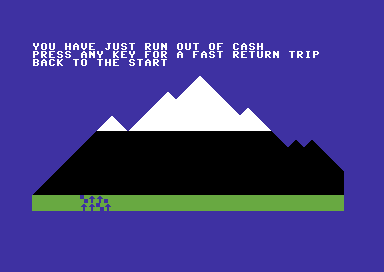 YOU HAVE JUST RUN OUT OF CASH
PRESS ANY KEY FOR A FAST RETURN TRIP
BACK TO THE START